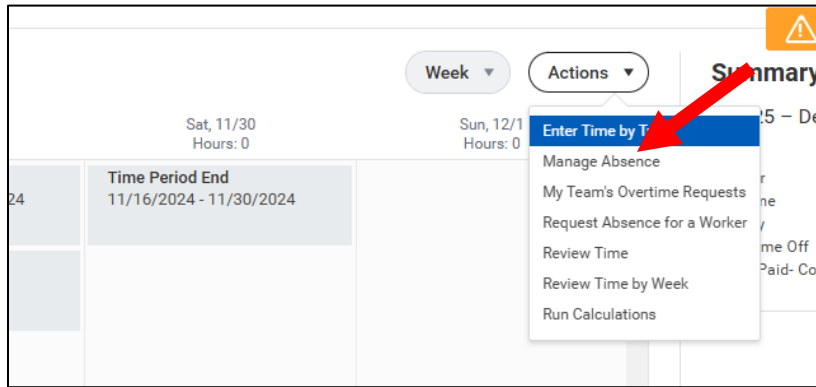 Week
Actions
Summary
Sat, 11/30
Hours: 0
Sun, 12/1
Hours: 0
25 – De
24
Time Period End
11/16/2024 - 11/30/2024
Enter Time by
Manage Absence
My Team's Overtime Requests
Request Absence for a Worker
Review Time
Review Time by Week
Run Calculations
me Off
Paid- Co